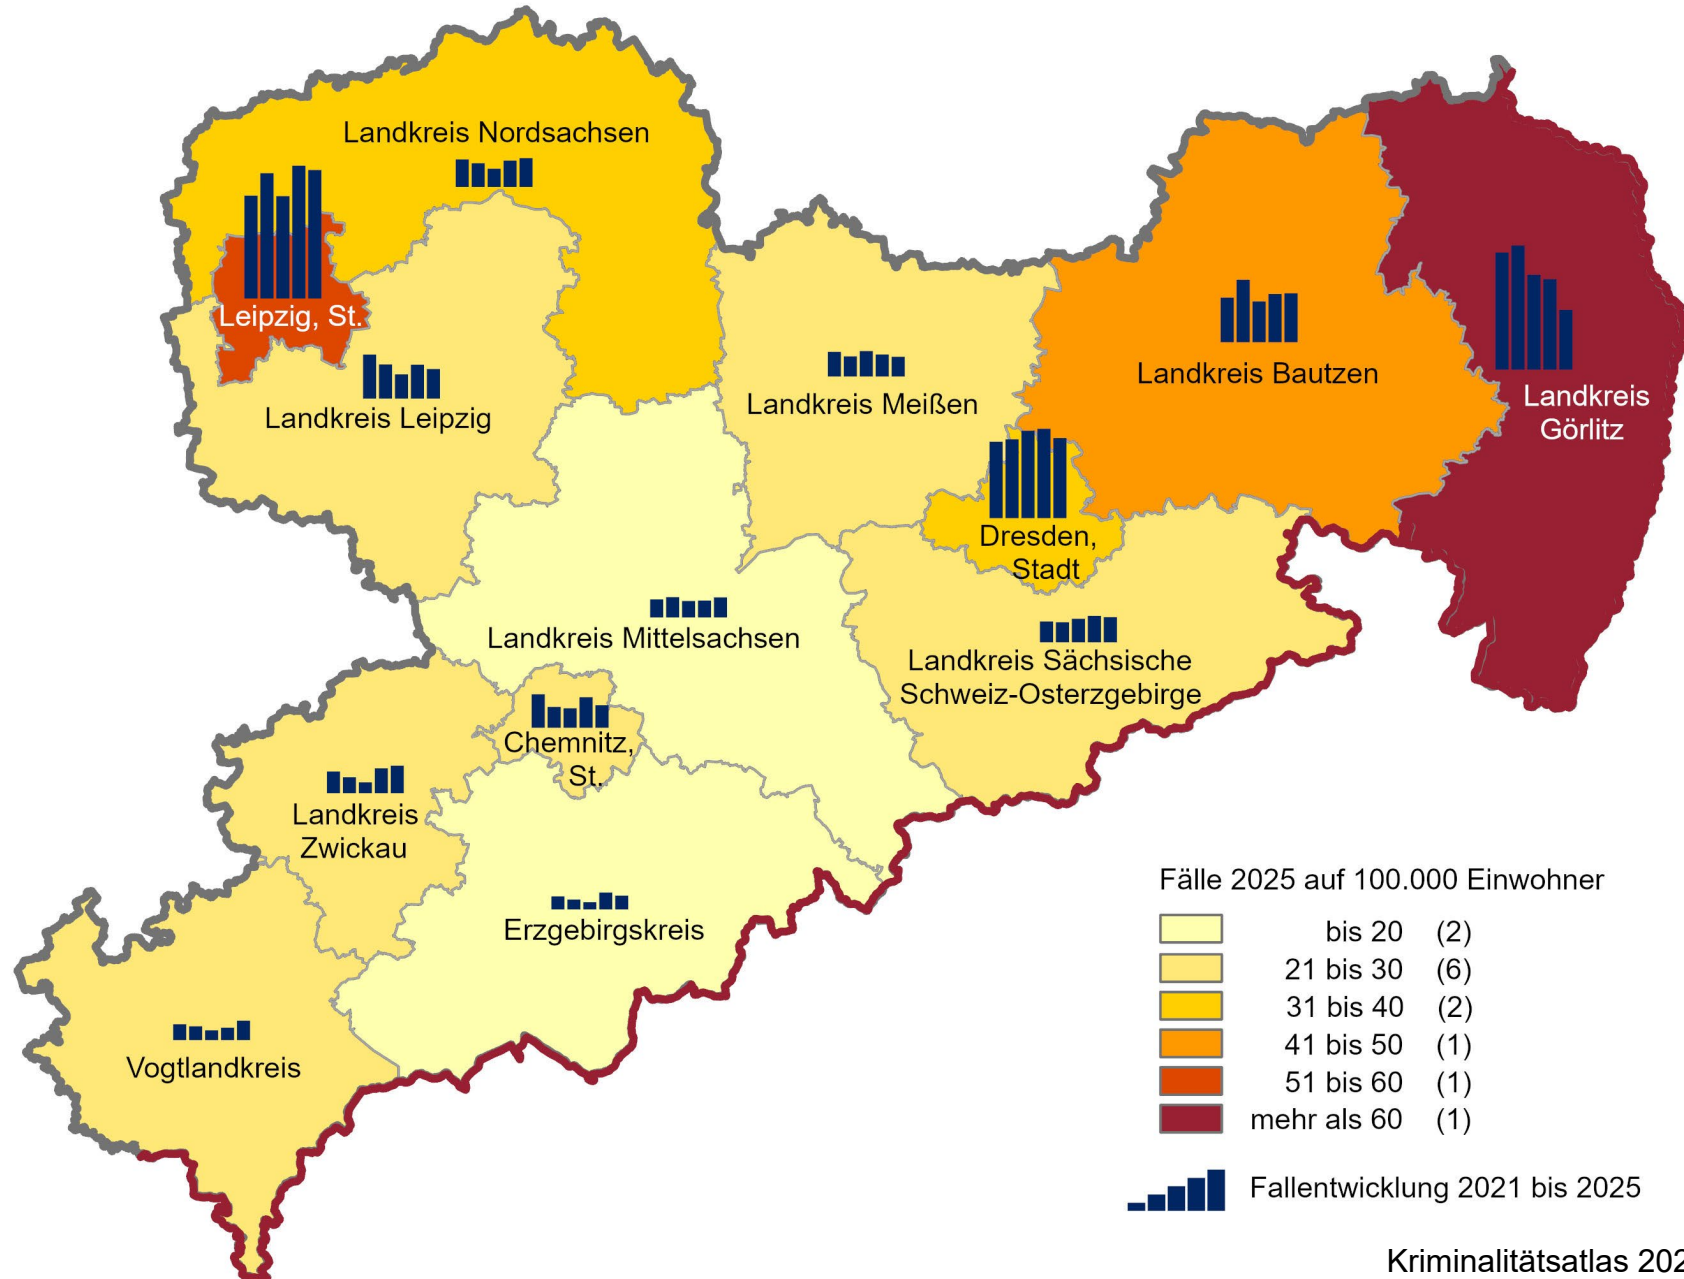 Landkreis Nordsachsen
Leipzig, St.
Landkreis Leipzig
Landkreis Meißen
Landkreis Bautzen
Landkreis
Görlitz
Dresden,
Stadt
Landkreis Mittelsachsen
Landkreis Sächsische
Schweiz-Osterzgebirge
Chemnitz,
St.
Landkreis
Zwickau
Erzgebirgskreis
Vogtlandkreis
Fälle 2025 auf 100.000 Einwohner
bis 20 (2)
21 bis 30 (6)
31 bis 40 (2)
41 bis 50 (1)
51 bis 60 (1)
mehr als 60 (1)
Fallentwicklung 2021 bis 2025
Kriminalitätsatlas